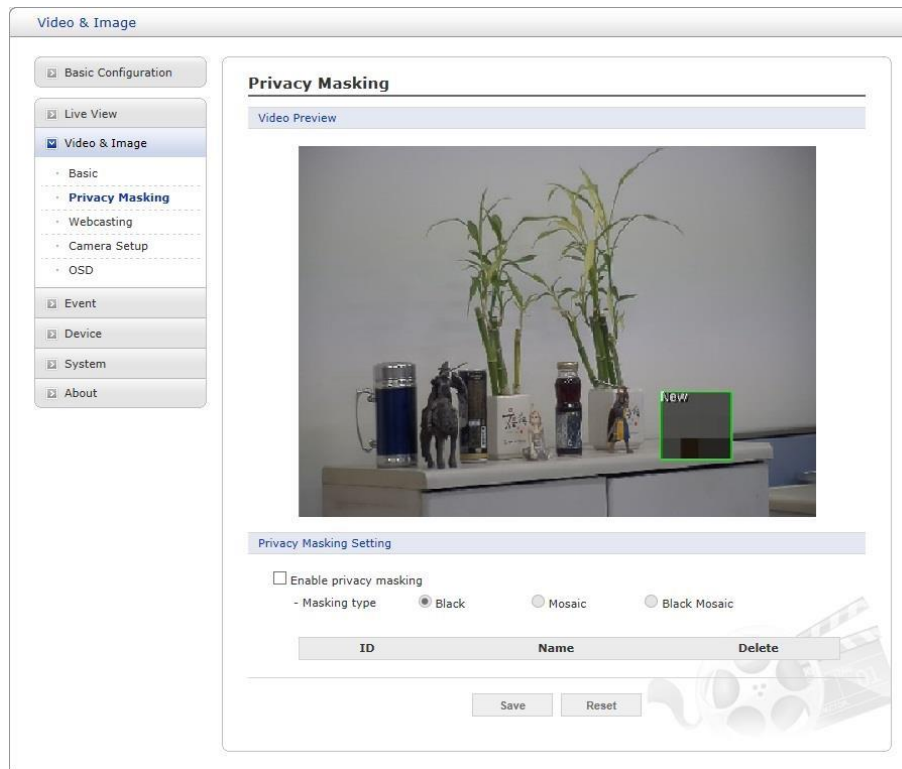 Video & Image
Basic Configuration
Live View
Video & Image
Basic
Privacy Masking
Webcasting
Camera Setup
OSD
Event
Device
System
About
Privacy Masking
Video Preview
New
Privacy Masking Setting
Enable privacy masking
- Masking type Black Mosaic Black Mosaic
ID Name Delete
Save Reset